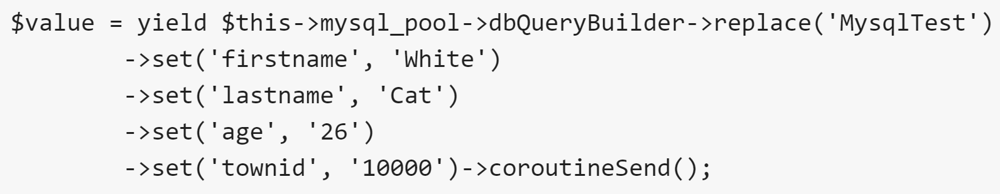 $value = yield $this->mysql_pool->dbQueryBuilder->replace('MysqlTest')
->set('firstname', 'White')
->set('lastname', 'Cat')
->set('age', '26')
->set('townid', '10000')->coroutineSend();